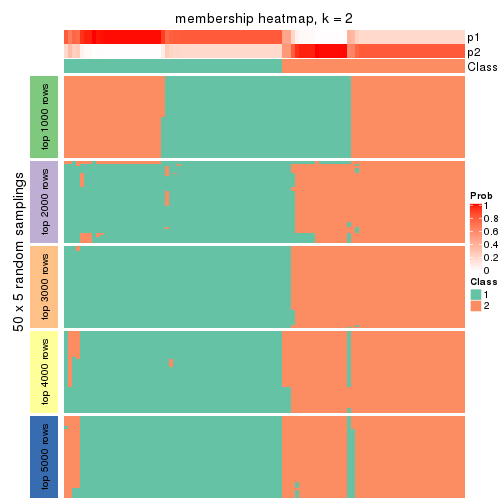 membership heatmap, k = 2
p1
p2
Class
50 x 5 random samplings
top 1000 rows
top 2000 rows
top 3000 rows
top 4000 rows
top 5000 rows
Prob
1
0.8
0.6
0.4
0.2
0
Class
1
2